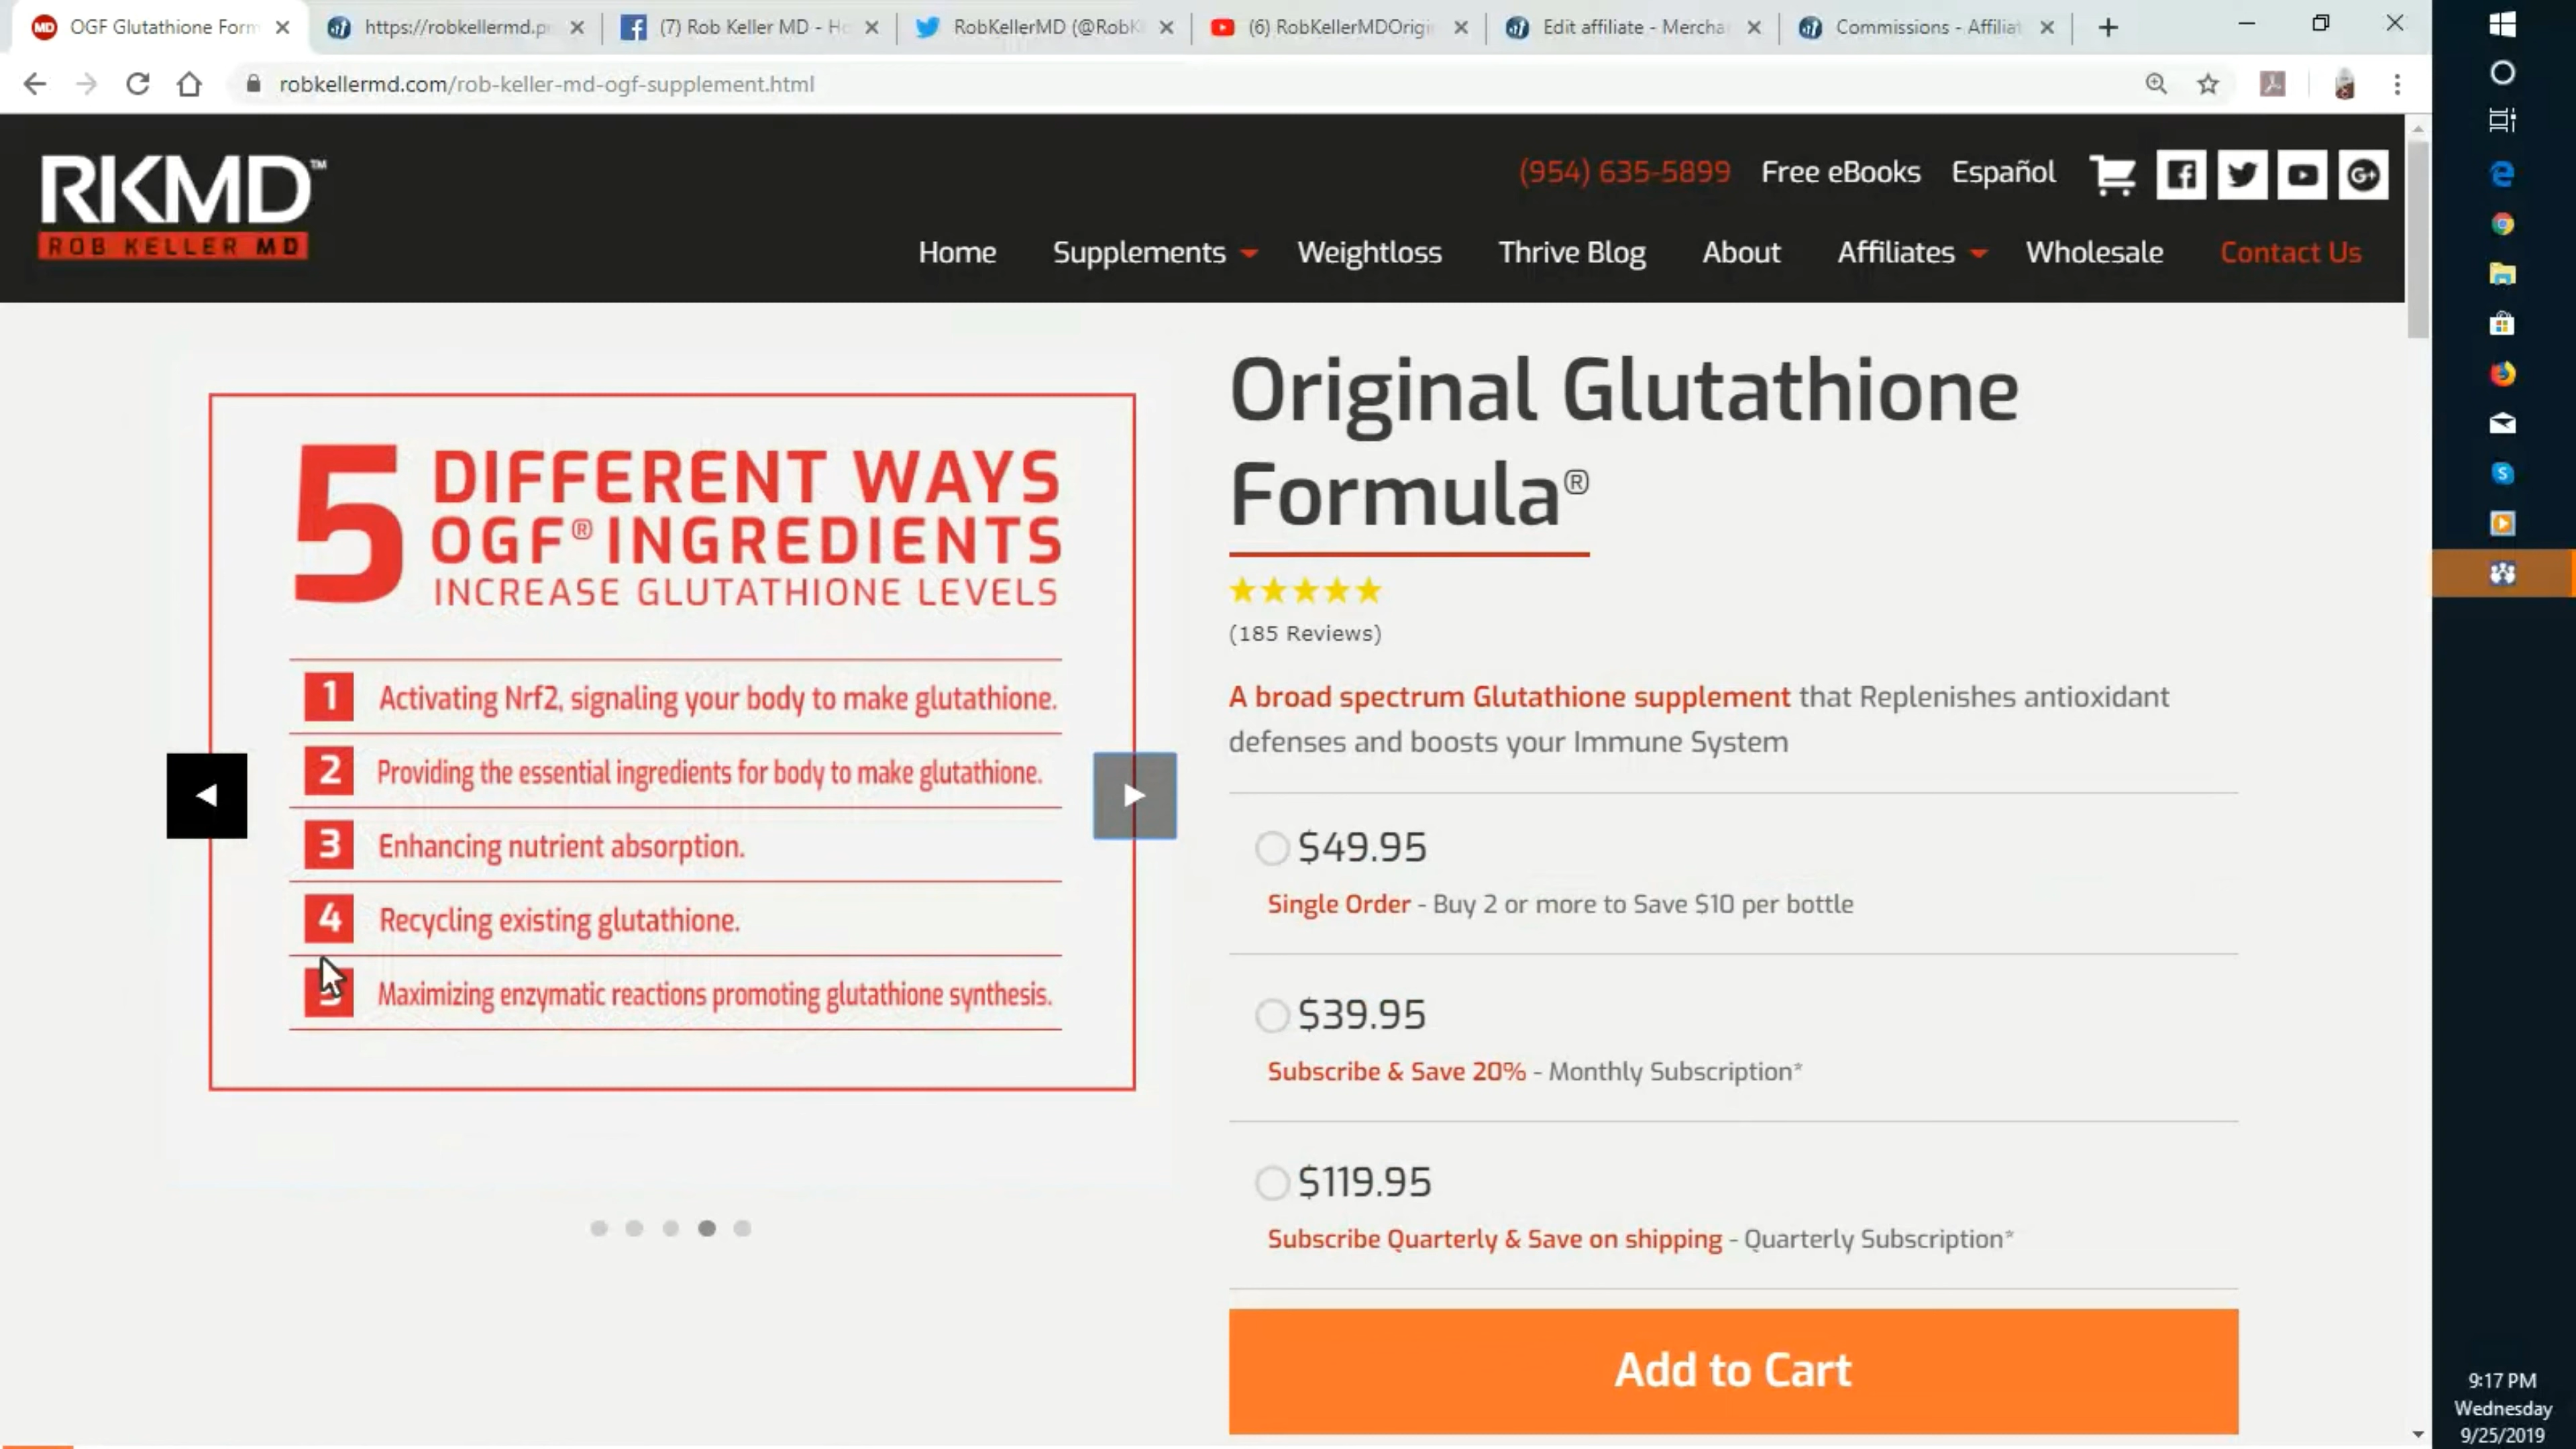 OGF Glutathione Form
https://robkellermd.p
(7) Rob Keller MD - Ho
RobKellerMD (@RobK
(6) RobKellerMDOrigi
Edit affiliate - Mercha
Commissions - Affiliat
robkellermd.com/rob-keller-md-ogf-supplement.html
RKMD™
ROB KELLER MD
(954) 635-5899
Free eBooks
Español
Home
Supplements
Weightloss
Thrive Blog
About
Affiliates
Wholesale
Contact Us
5 DIFFERENT WAYS
OGF® INGREDIENTS
INCREASE GLUTATHIONE LEVELS
1 Activating Nrf2, signaling your body to make glutathione.
2 Providing the essential ingredients for body to make glutathione.
3 Enhancing nutrient absorption.
4 Recycling existing glutathione.
5 Maximizing enzymatic reactions promoting glutathione synthesis.
Original Glutathione
Formula®
(185 Reviews)
A broad spectrum Glutathione supplement that Replenishes antioxidant
defenses and boosts your Immune System
$49.95
Single Order - Buy 2 or more to Save $10 per bottle
$39.95
Subscribe & Save 20% - Monthly Subscription*
$119.95
Subscribe Quarterly & Save on shipping - Quarterly Subscription*
Add to Cart
9:17 PM
Wednesday
9/25/2019